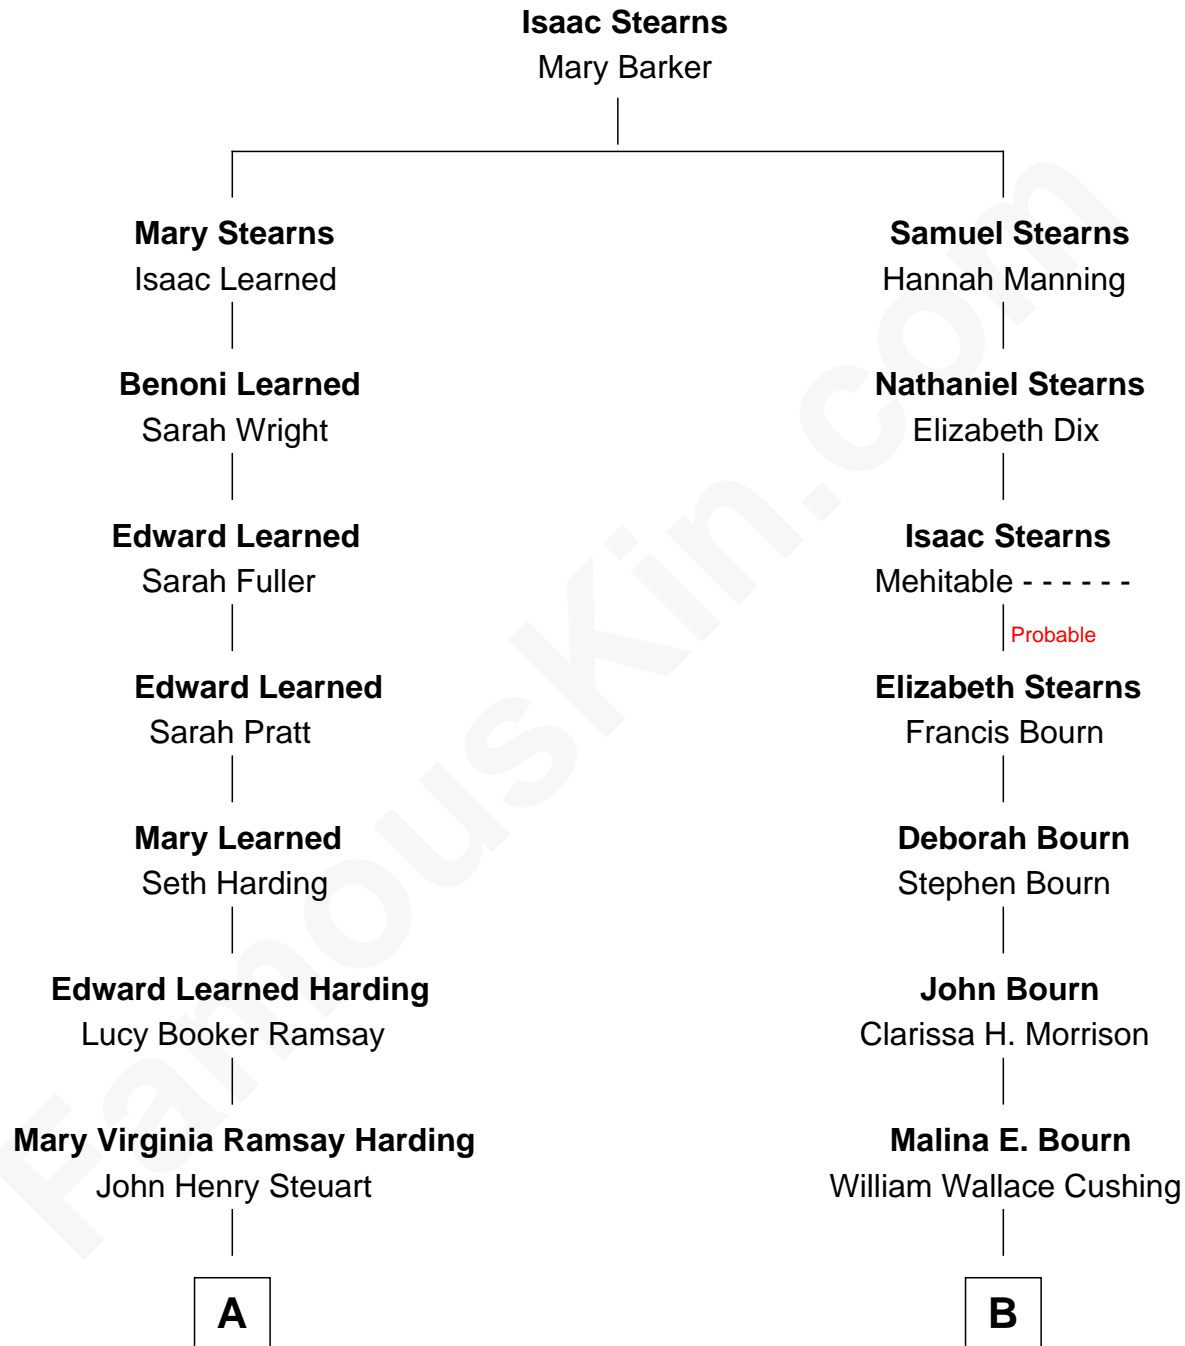 Isaac Stearns
Mary Barker
Mary Stearns
Isaac Learned
Samuel Stearns
Hannah Manning
Benoni Learned
Sarah Wright
Nathaniel Stearns
Elizabeth Dix
Edward Learned
Sarah Fuller
Isaac Stearns
Mehitable - - - - - -
Probable
Edward Learned
Sarah Pratt
Elizabeth Stearns
Francis Bourn
Mary Learned
Seth Harding
Deborah Bourn
Stephen Bourn
Edward Learned Harding
Lucy Booker Ramsay
John Bourn
Clarissa H. Morrison
Mary Virginia Ramsay Harding
John Henry Steuart
Malina E. Bourn
William Wallace Cushing
A
B
FamousKin.com